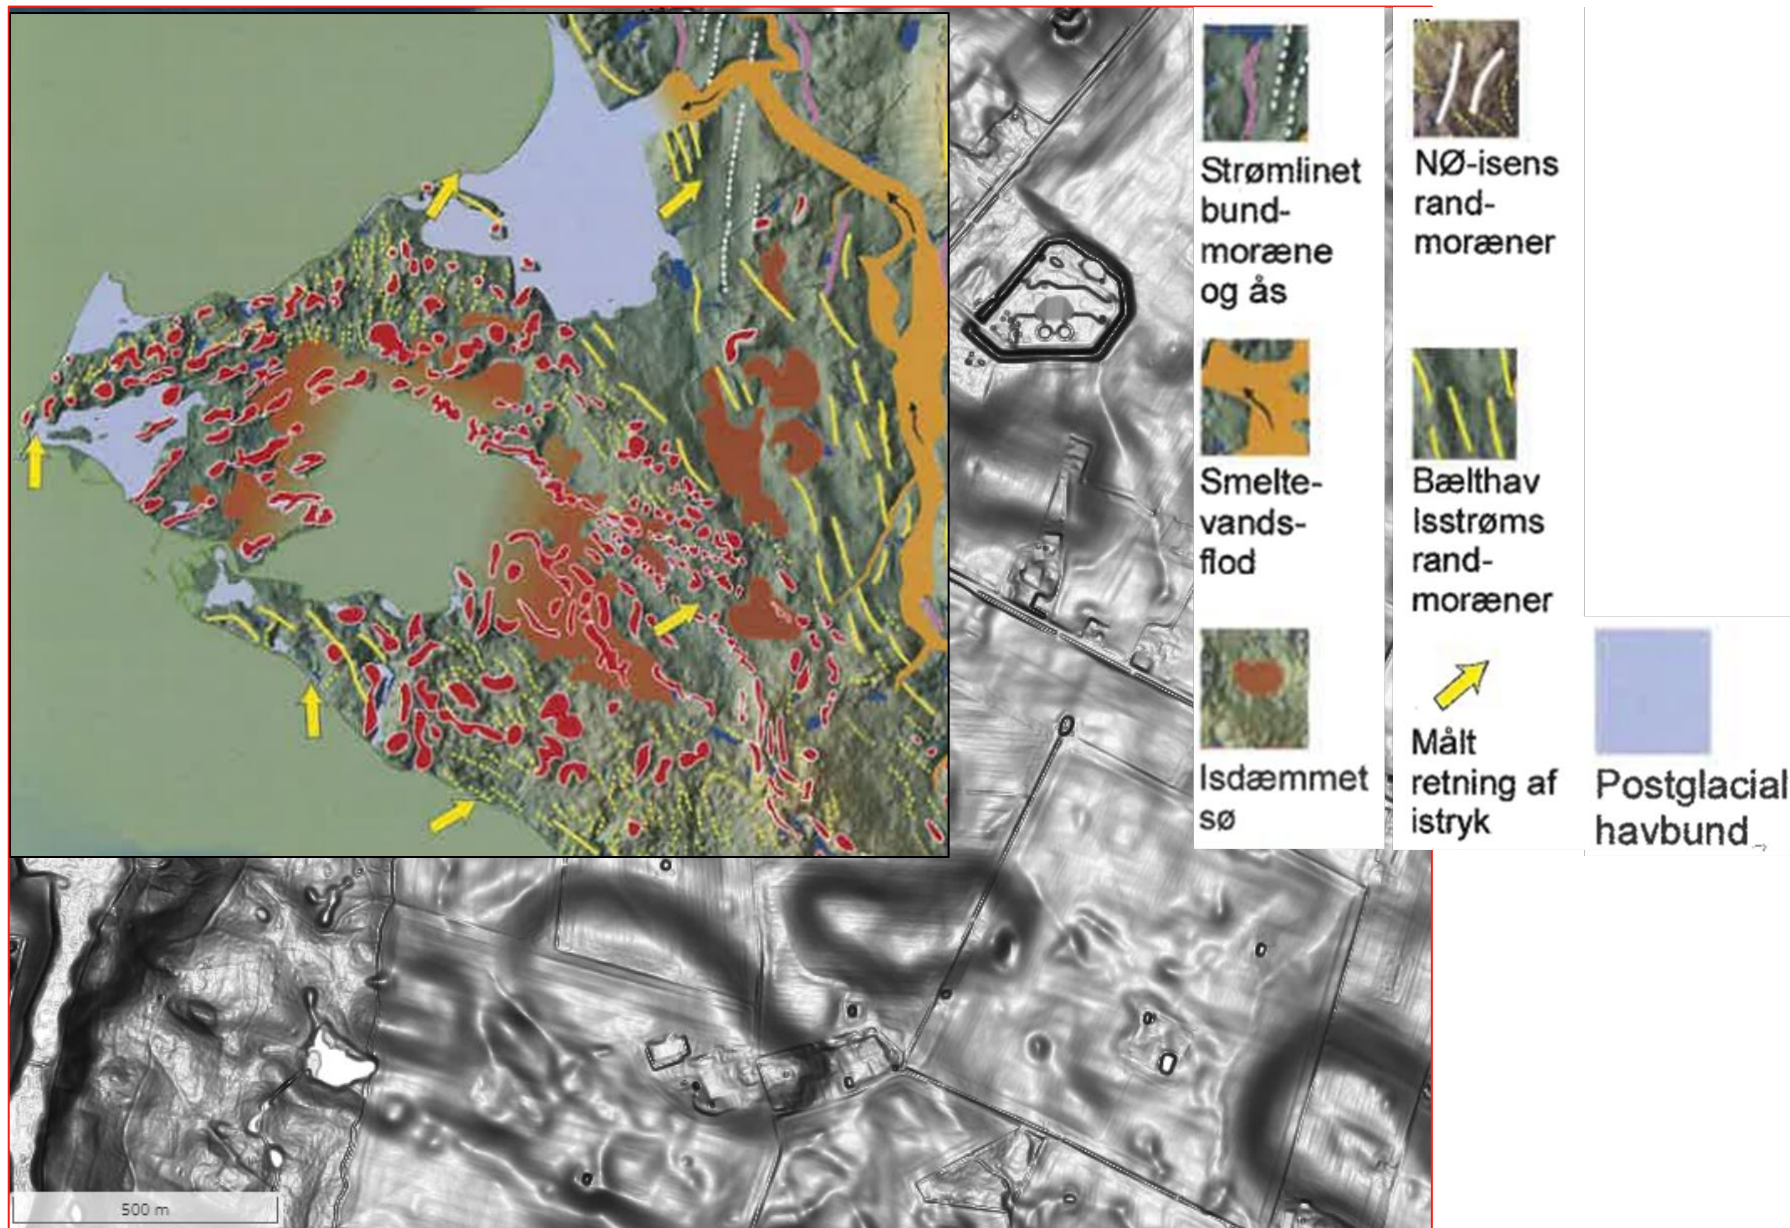 Strømlinet
bund-
moræne
og ås
Smelte-
vands-
flod
Isdæmmet
sø
NØ-isens
rand-
moræner
Bælthav
Isstrøms
rand-
moræner
Målt
retning af
istryk
Postglacial
havbund
500 m